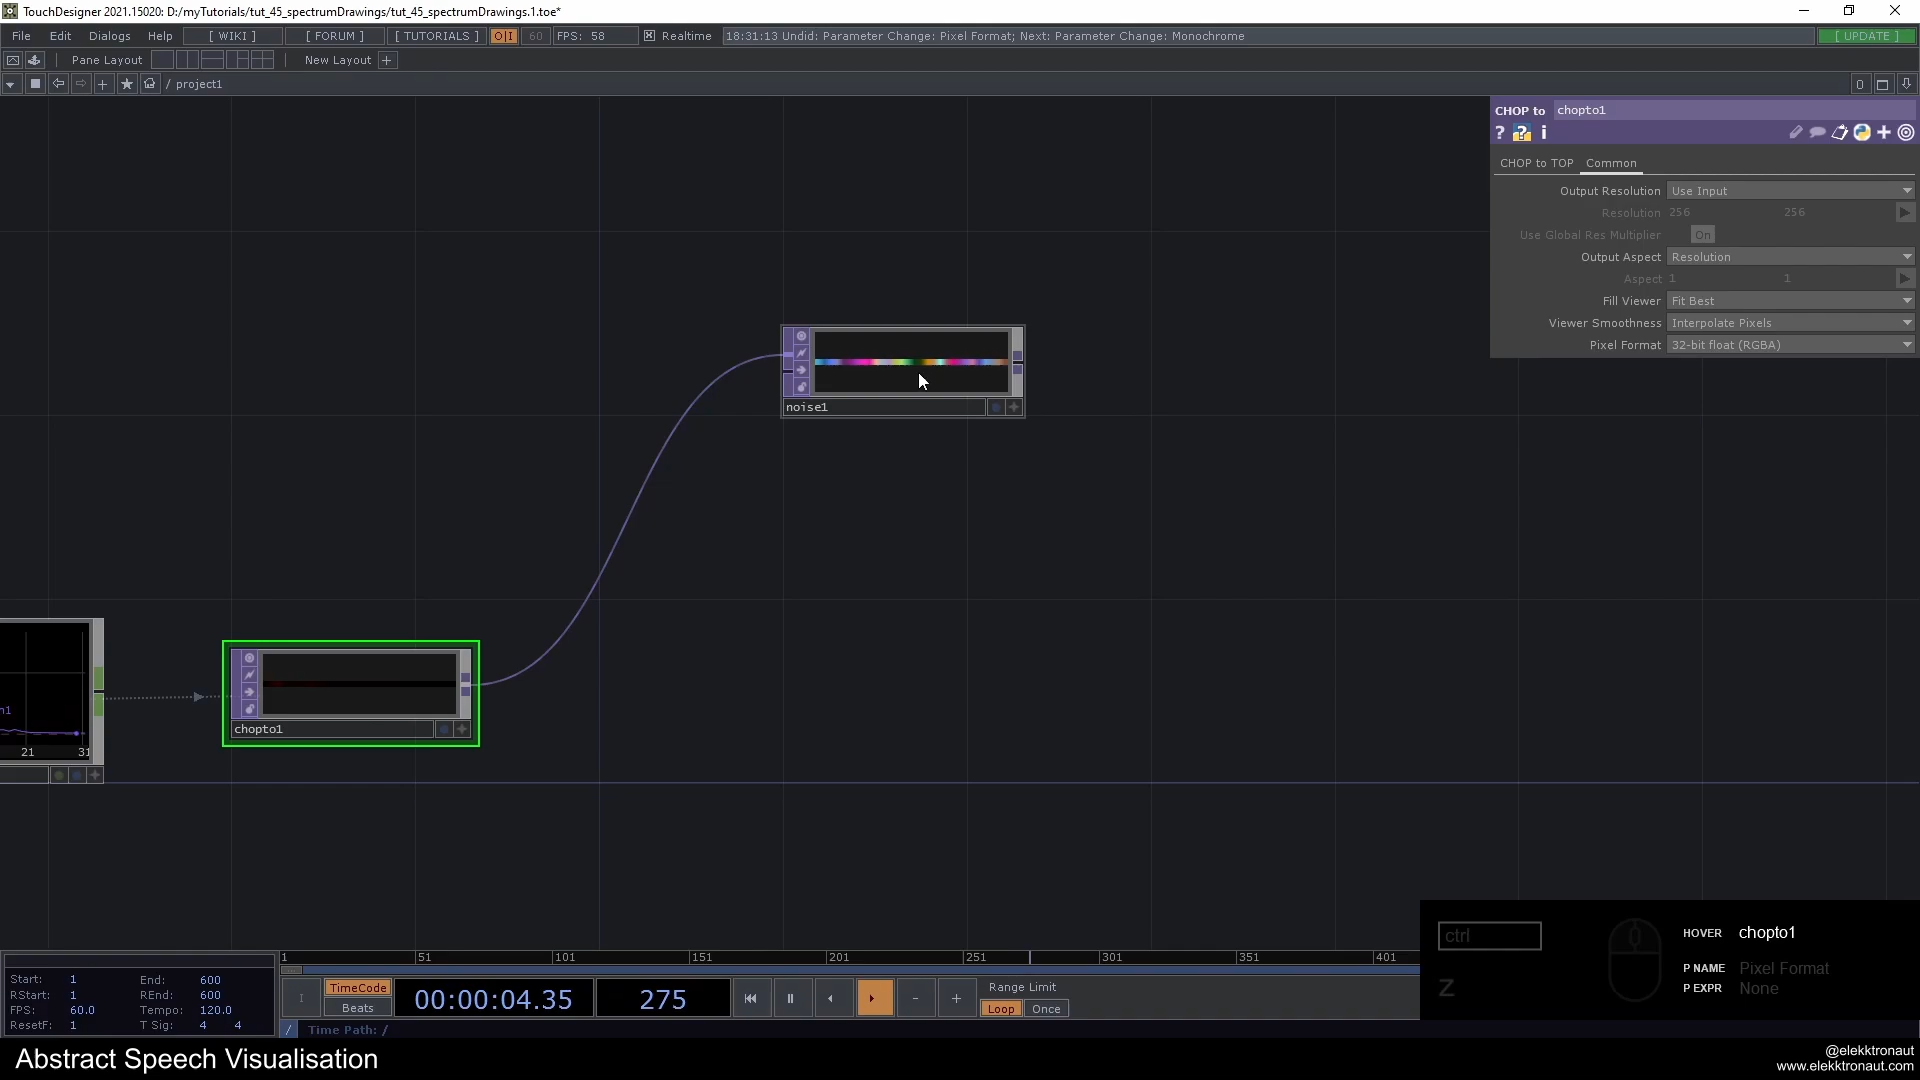 TouchDesigner 2021.15020: D:/myTutorials/tut_45_spectrumDrawings/tut_45_spectrumDrawings.1.toe*
File Edit Dialogs Help [ WIKI ] [ FORUM ] [ TUTORIALS ] O|I 60 FPS: 58 Realtime 18:31:13 Undid: Parameter Change: Pixel Format; Next: Parameter Change: Monochrome [ UPDATE ]
Pane Layout New Layout +
/ project1 0
CHOP to chopto1
? ? i
CHOP to TOP Common
Output Resolution Use Input
Resolution 256 256
Use Global Res Multiplier On
Output Aspect Resolution
Aspect 1 1
Fill Viewer Fit Best
Viewer Smoothness Interpolate Pixels
Pixel Format 32-bit float (RGBA)
noise1
chopto1
n1
21 31
ctrl
Z
HOVER chopto1
P NAME Pixel Format
P EXPR None
1 51 101 151 201 251 301 351 401
Start: 1 End: 600
RStart: 1 REnd: 600
FPS: 60.0 Tempo: 120.0
ResetF: 1 T Sig: 4 4
TimeCode
Beats
00:00:04.35
275
Range Limit
Loop Once
/ Time Path: /
Abstract Speech Visualisation
@elekktronaut
www.elekktronaut.com